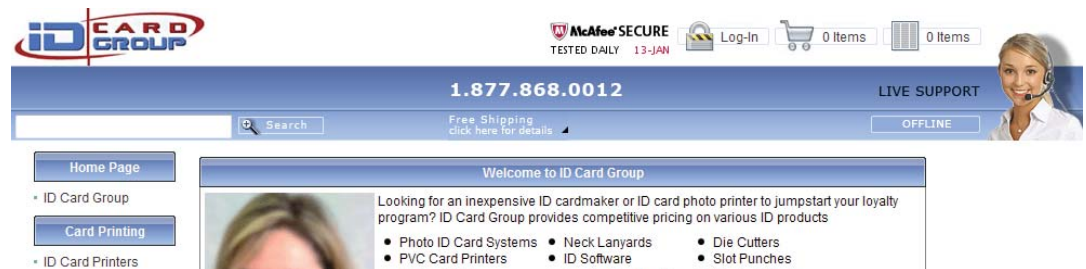 iD CARD GROUP
McAfee SECURE
TESTED DAILY 13-JAN
Log-In
0 Items
0 Items
1.877.868.0012
LIVE SUPPORT
Search
Free Shipping
click here for details
OFFLINE
Home Page
ID Card Group
Card Printing
ID Card Printers
Welcome to ID Card Group
Looking for an inexpensive ID cardmaker or ID card photo printer to jumpstart your loyalty
program? ID Card Group provides competitive pricing on various ID products
Photo ID Card Systems
Neck Lanyards
Die Cutters
PVC Card Printers
ID Software
Slot Punches